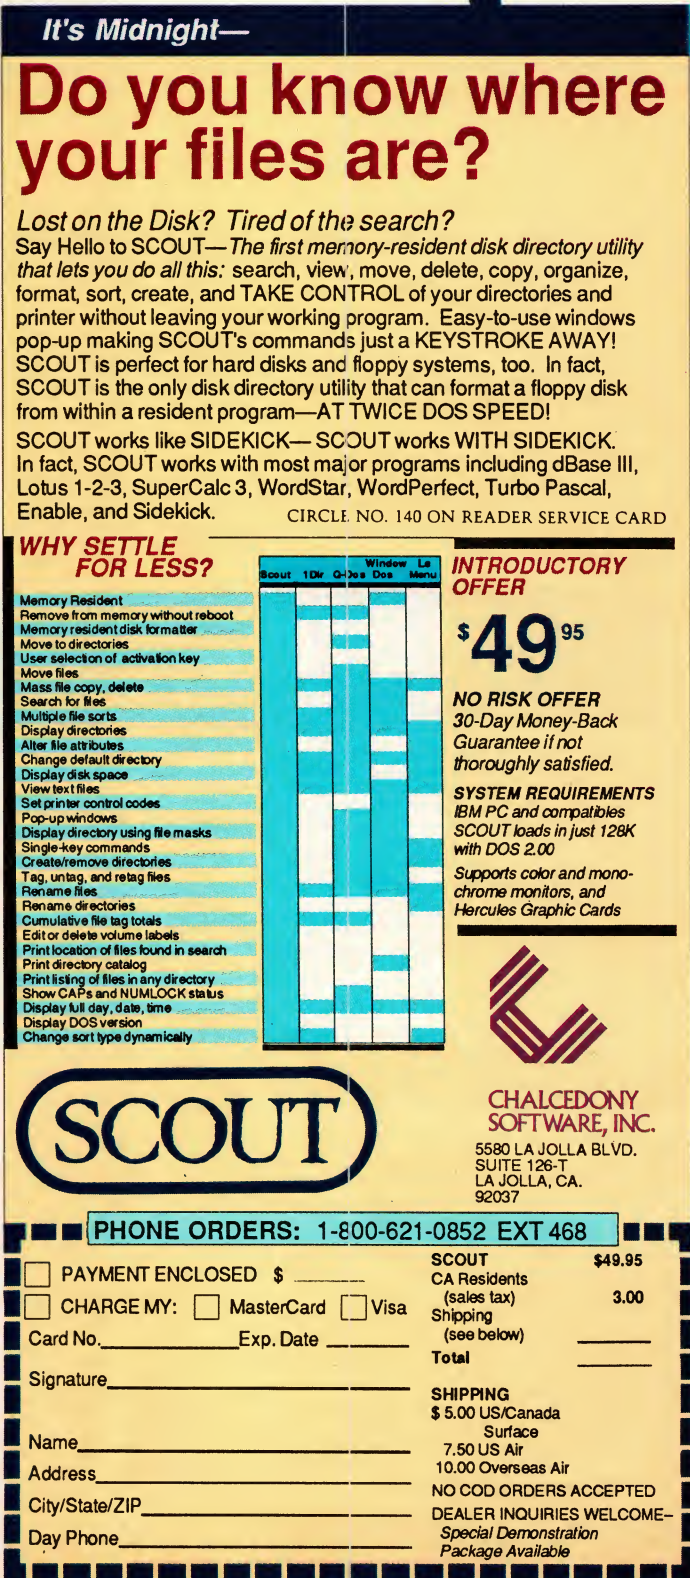 It's Midnight—
Do you know where
your files are?
Lost on the Disk? Tired of the search?
Say Hello to SCOUT—The first memory-resident disk directory utility
that lets you do all this: search, view, move, delete, copy, organize,
format, sort, create, and TAKE CONTROL of your directories and
printer without leaving your working program. Easy-to-use windows
pop-up making SCOUT's commands just a KEYSTROKE AWAY!
SCOUT is perfect for hard disks and floppy systems, too. In fact,
SCOUT is the only disk directory utility that can format a floppy disk
from within a resident program—AT TWICE DOS SPEED!
SCOUT works like SIDEKICK— SCOUT works WITH SIDEKICK.
In fact, SCOUT works with most major programs including dBase III,
Lotus 1-2-3, SuperCalc 3, WordStar, WordPerfect, Turbo Pascal,
Enable, and Sidekick.
CIRCLE NO. 140 ON READER SERVICE CARD
WHY SETTLE
FOR LESS?
Scout 1Dir Q-Dos Window Dos La Menu
Memory Resident
Remove from memory without reboot
Memory resident disk formatter
Move to directories
User selection of activation key
Move files
Mass file copy, delete
Search for files
Multiple file sorts
Display directories
Alter file attributes
Change default directory
Display disk space
View text files
Set printer control codes
Pop-up windows
Display directory using file masks
Single-key commands
Create/remove directories
Tag, untag, and retag files
Rename files
Rename directories
Cumulative file tag totals
Edit or delete volume labels
Print location of files found in search
Print directory catalog
Print listing of files in any directory
Show CAPs and NUMLOCK status
Display full day, date, time
Display DOS version
Change sort type dynamically
INTRODUCTORY
OFFER
$49 95
NO RISK OFFER
30-Day Money-Back
Guarantee if not
thoroughly satisfied.
SYSTEM REQUIREMENTS
IBM PC and compatibles
SCOUT loads in just 128K
with DOS 2.00
Supports color and mono-
chrome monitors, and
Hercules Graphic Cards
SCOUT
CHALCEDONY
SOFTWARE, INC.
5580 LA JOLLA BLVD.
SUITE 126-T
LA JOLLA, CA.
92037
PHONE ORDERS: 1-800-621-0852 EXT 468
PAYMENT ENCLOSED $
CHARGE MY: MasterCard Visa
Card No. Exp. Date
Signature
Name
Address
City/State/ZIP
Day Phone
SCOUT $49.95
CA Residents
(sales tax) 3.00
Shipping
(see below)
Total
SHIPPING
$ 5.00 US/Canada
Surface
7.50 US Air
10.00 Overseas Air
NO COD ORDERS ACCEPTED
DEALER INQUIRIES WELCOME–
Special Demonstration
Package Available